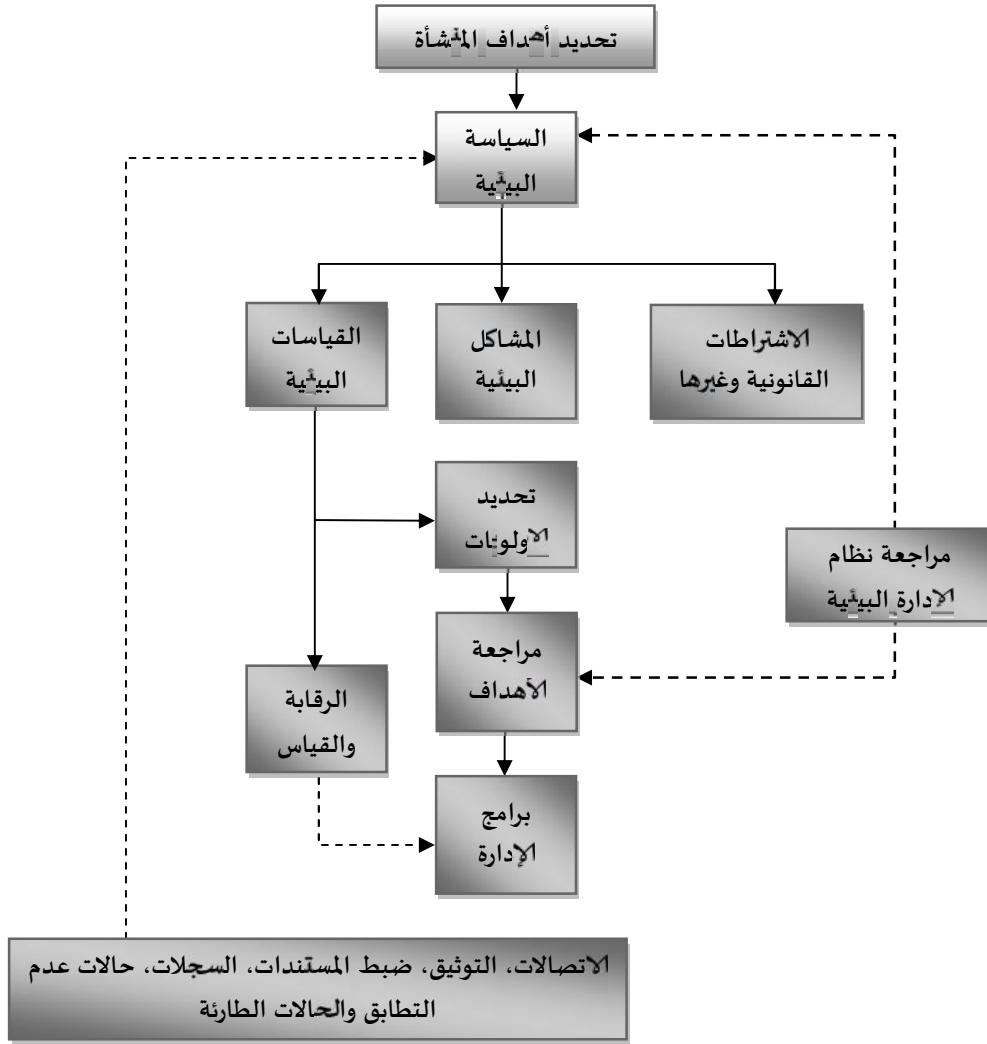 تحديد أهداف المنشأة
السياسة
البيئية
الاشتراطات
القانونية وغيرها
المشاكل
البيئية
القياسات
البيئية
تحديد
الاولويات
مراجعة نظام
الإدارة البيئية
مراجعة
الأهداف
الرقابة
والقياس
برامج
الإدارة
الاتصالات، التوثيق، ضبط المستندات، السجلات، حالات عدم
التطابق والحالات الطارئة